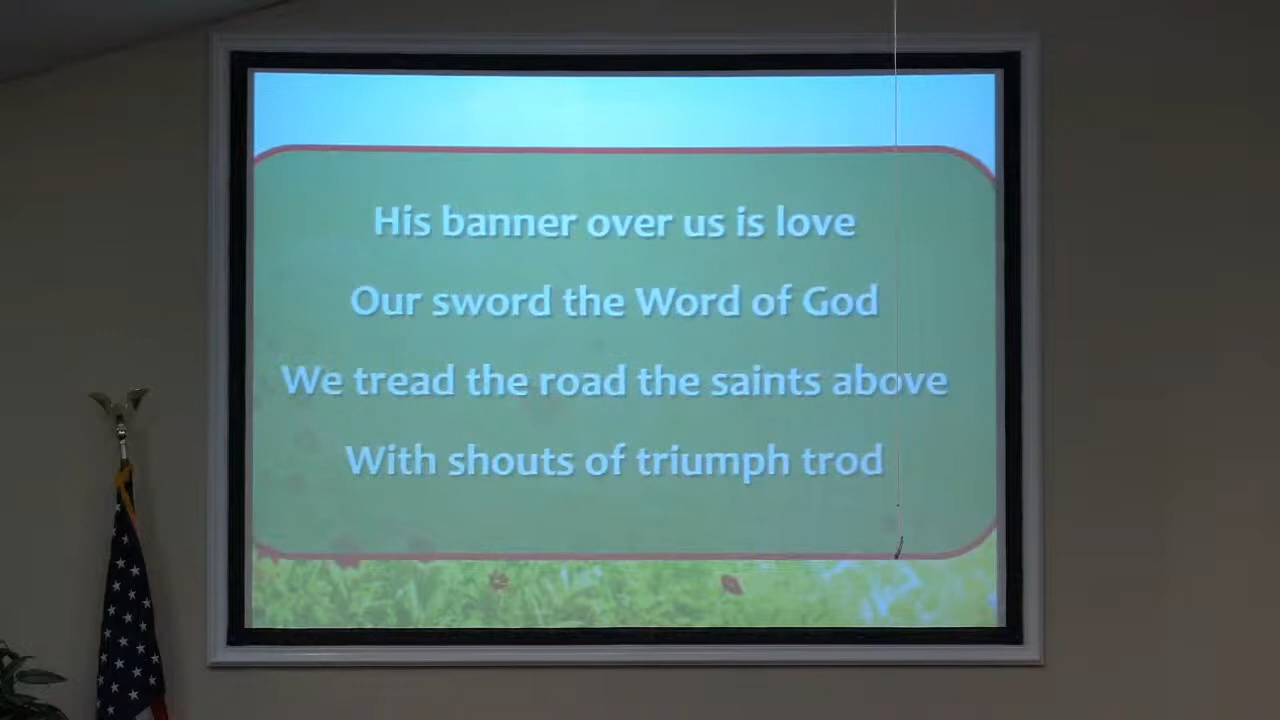 His banner over us is love
Our sword the Word of God
We tread the road the saints above
With shouts of triumph trod